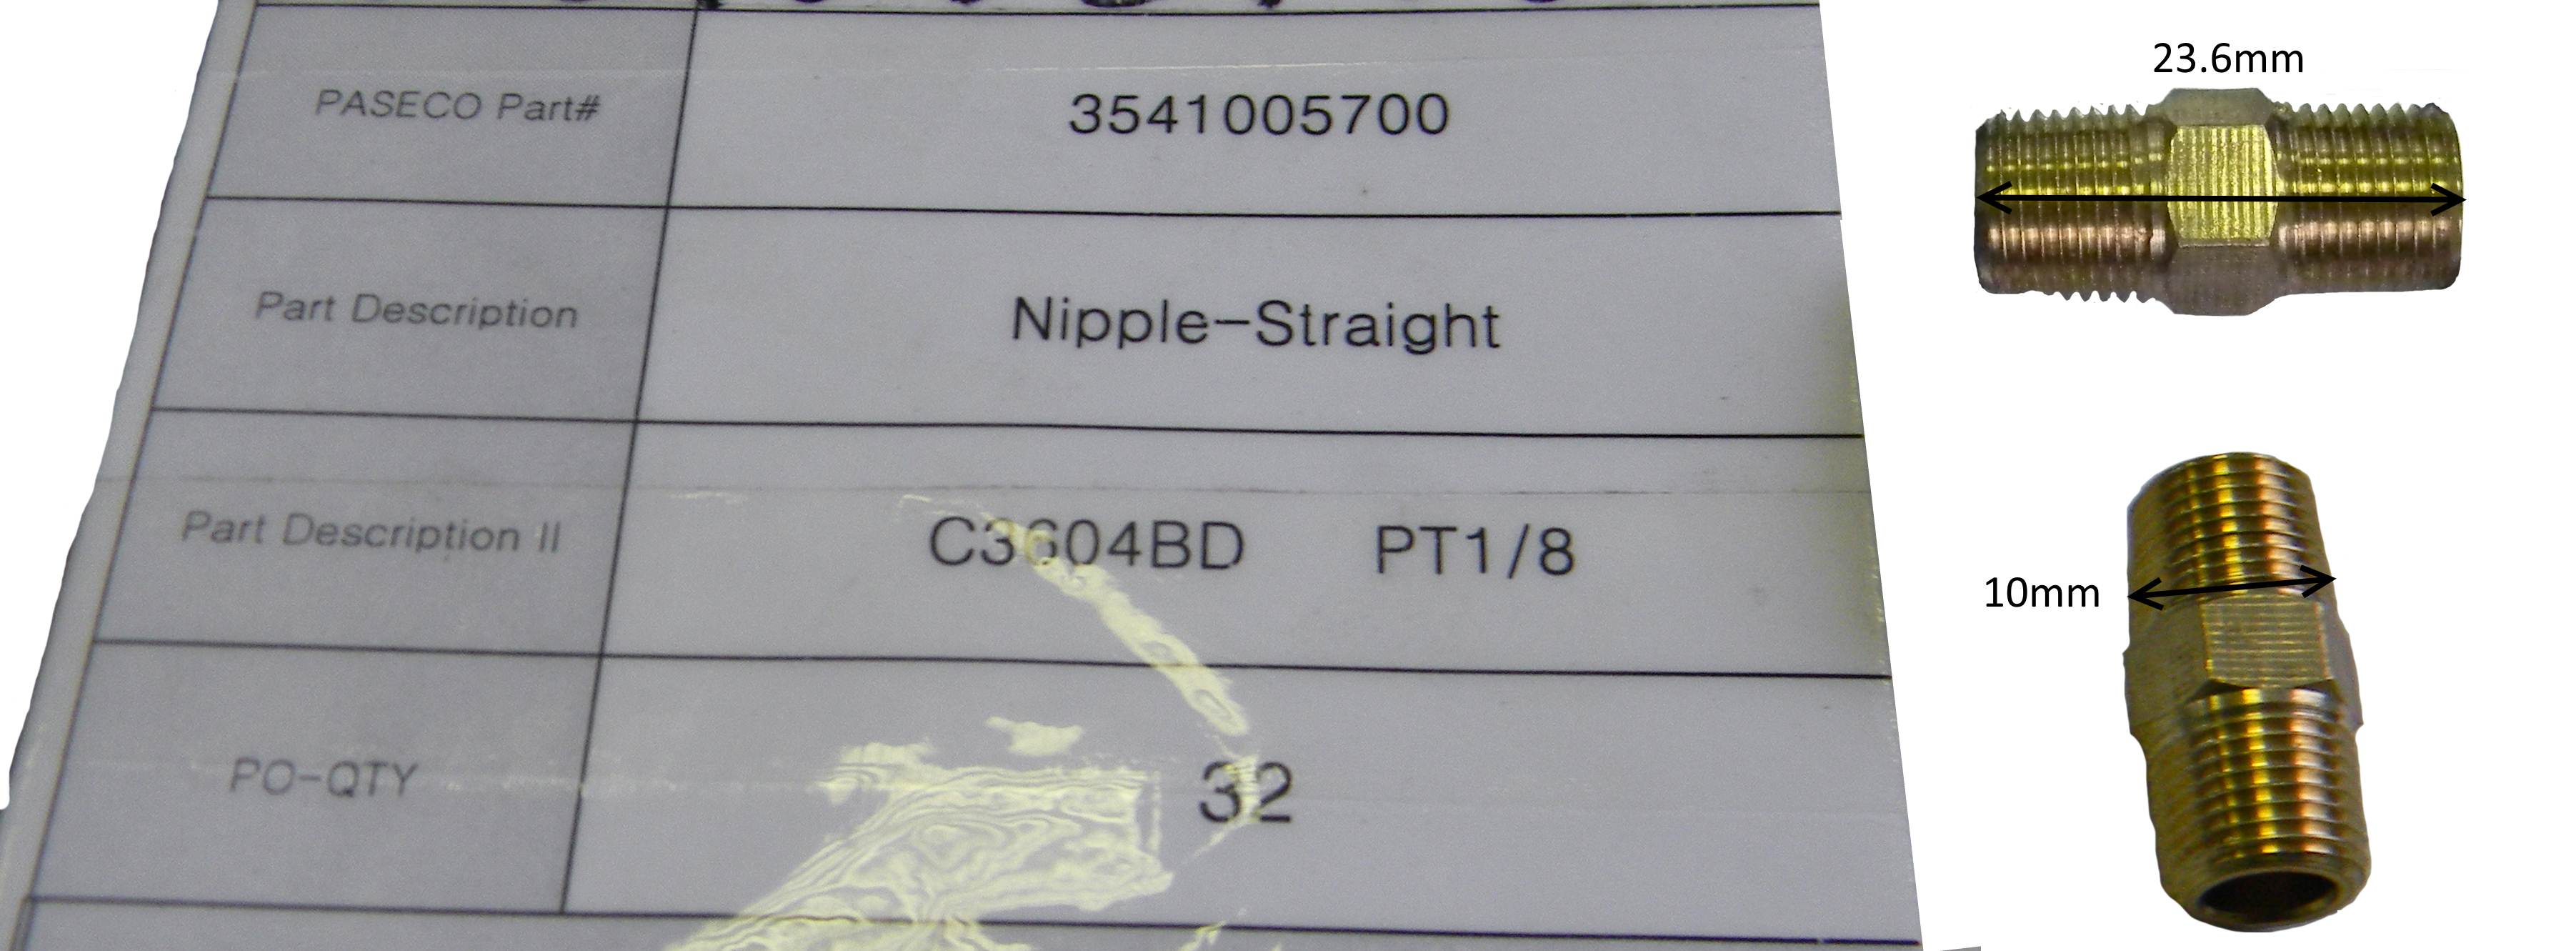 PASECO Part# 3541005700
Part Description Nipple-Straight
Part Description II C3604BD PT1/8
PO-QTY 32
23.6mm
10mm